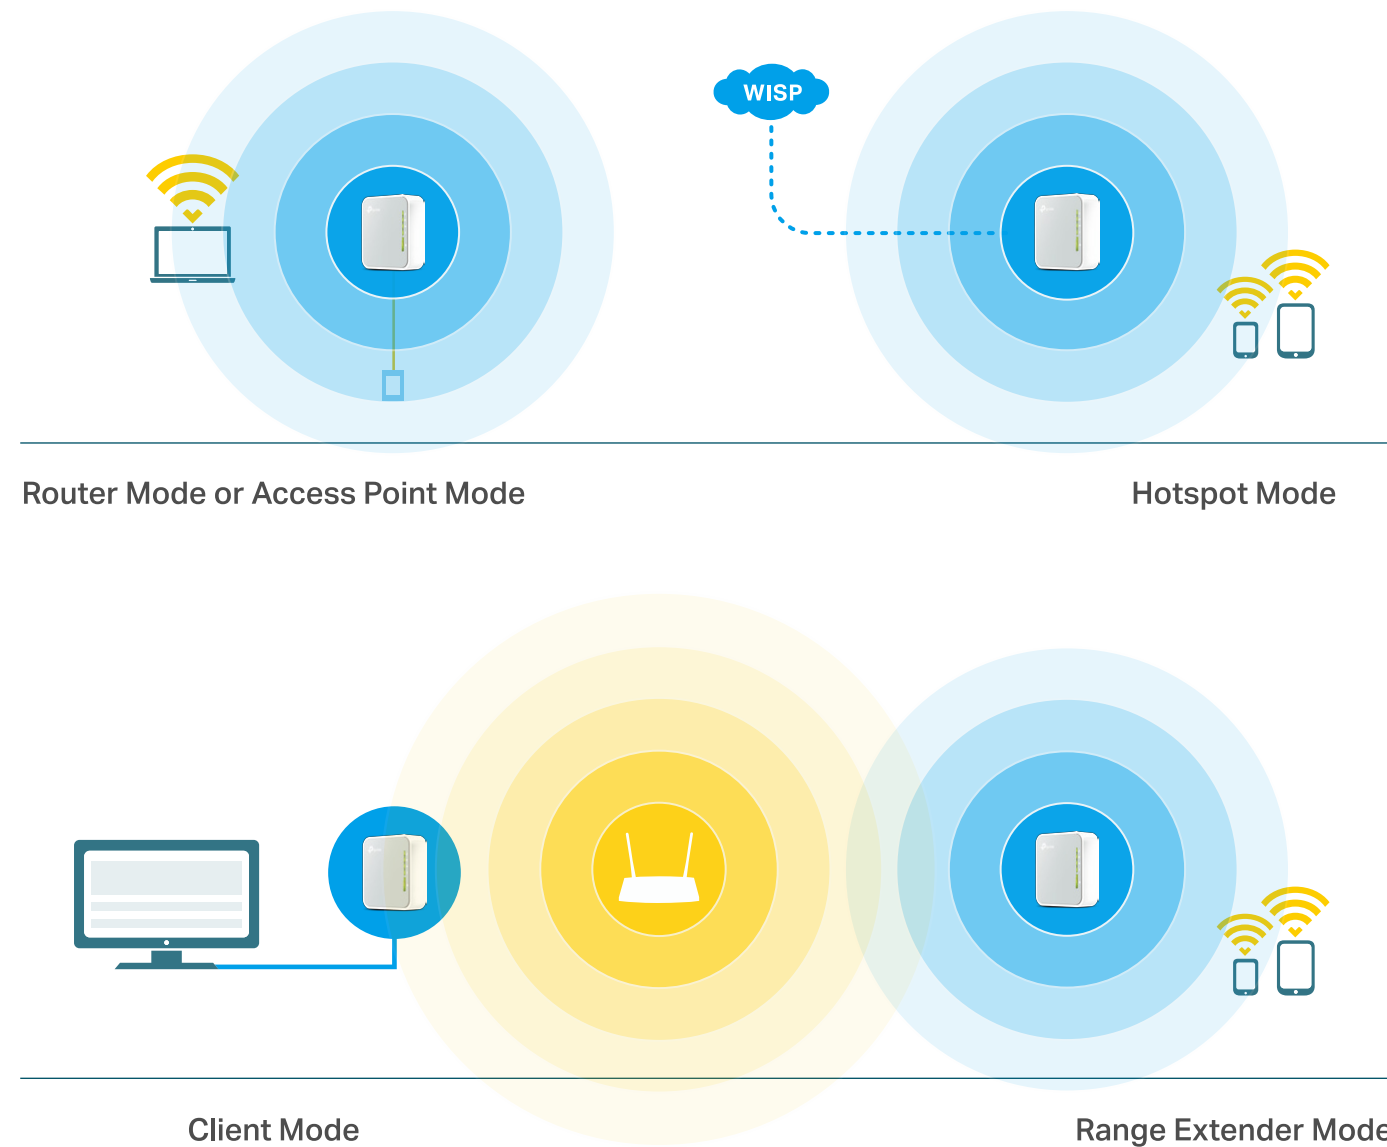 WISP
Router Mode or Access Point Mode
Hotspot Mode
Client Mode
Range Extender Mode